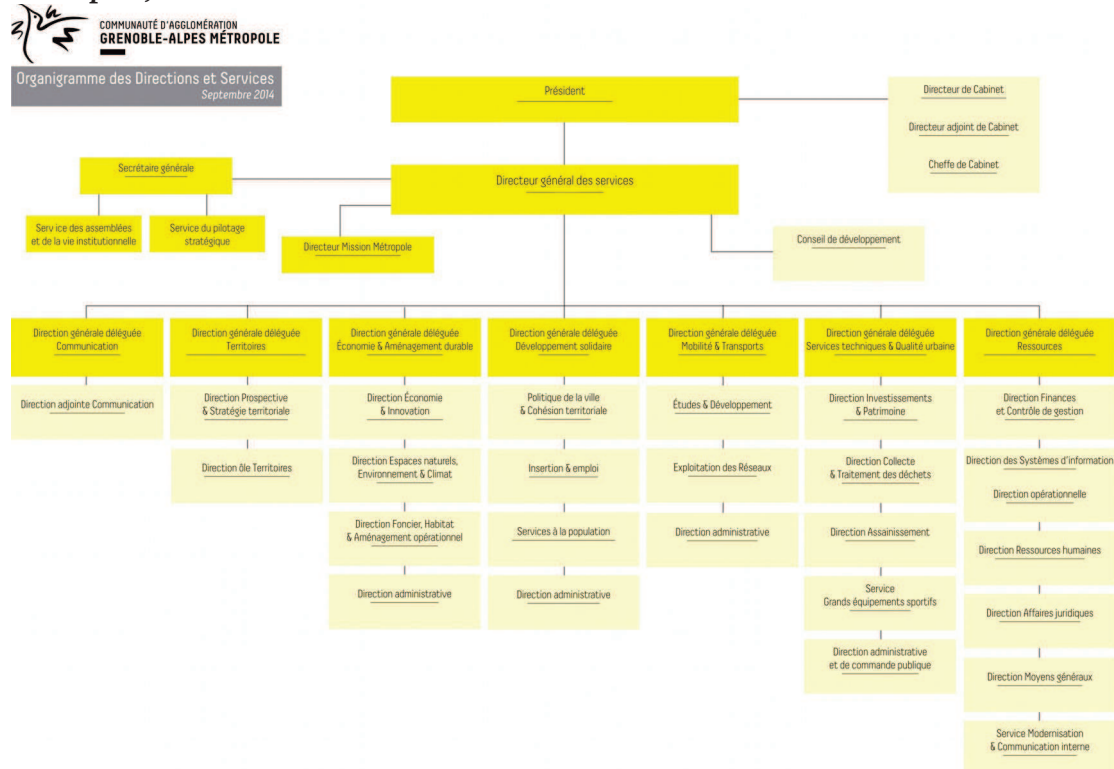 COMMUNAUTÉ D'AGGLOMÉRATION
GRENOBLE-ALPES MÉTROPOLE
Organigramme des Directions et Services
Septembre 2014
Président
Directeur de Cabinet
Directeur adjoint de Cabinet
Cheffe de Cabinet
Secrétaire générale
Directeur général des services
Service des assemblées
et de la vie institutionnelle
Service du pilotage
stratégique
Directeur Mission Métropole
Conseil de développement
Direction générale déléguée
Communication
Direction générale déléguée
Territoires
Direction générale déléguée
Économie & Aménagement durable
Direction générale déléguée
Développement solidaire
Direction générale déléguée
Mobilité & Transports
Direction générale déléguée
Services techniques & Qualité urbaine
Direction générale déléguée
Ressources
Direction adjointe Communication
Direction Prospective
& Stratégie territoriale
Direction ôle Territoires
Direction Économie
& Innovation
Direction Espaces naturels,
Environnement & Climat
Direction Foncier, Habitat
& Aménagement opérationnel
Direction administrative
Politique de la ville
& Cohésion territoriale
Insertion & emploi
Services à la population
Direction administrative
Études & Développement
Exploitation des Réseaux
Direction administrative
Direction Investissements
& Patrimoine
Direction Collecte
& Traitement des déchets
Direction Assainissement
Service
Grands équipements sportifs
Direction administrative
et de commande publique
Direction Finances
et Contrôle de gestion
Direction des Systèmes d'information
Direction opérationnelle
Direction Ressources humaines
Direction Affaires juridiques
Direction Moyens généraux
Service Modernisation
& Communication interne